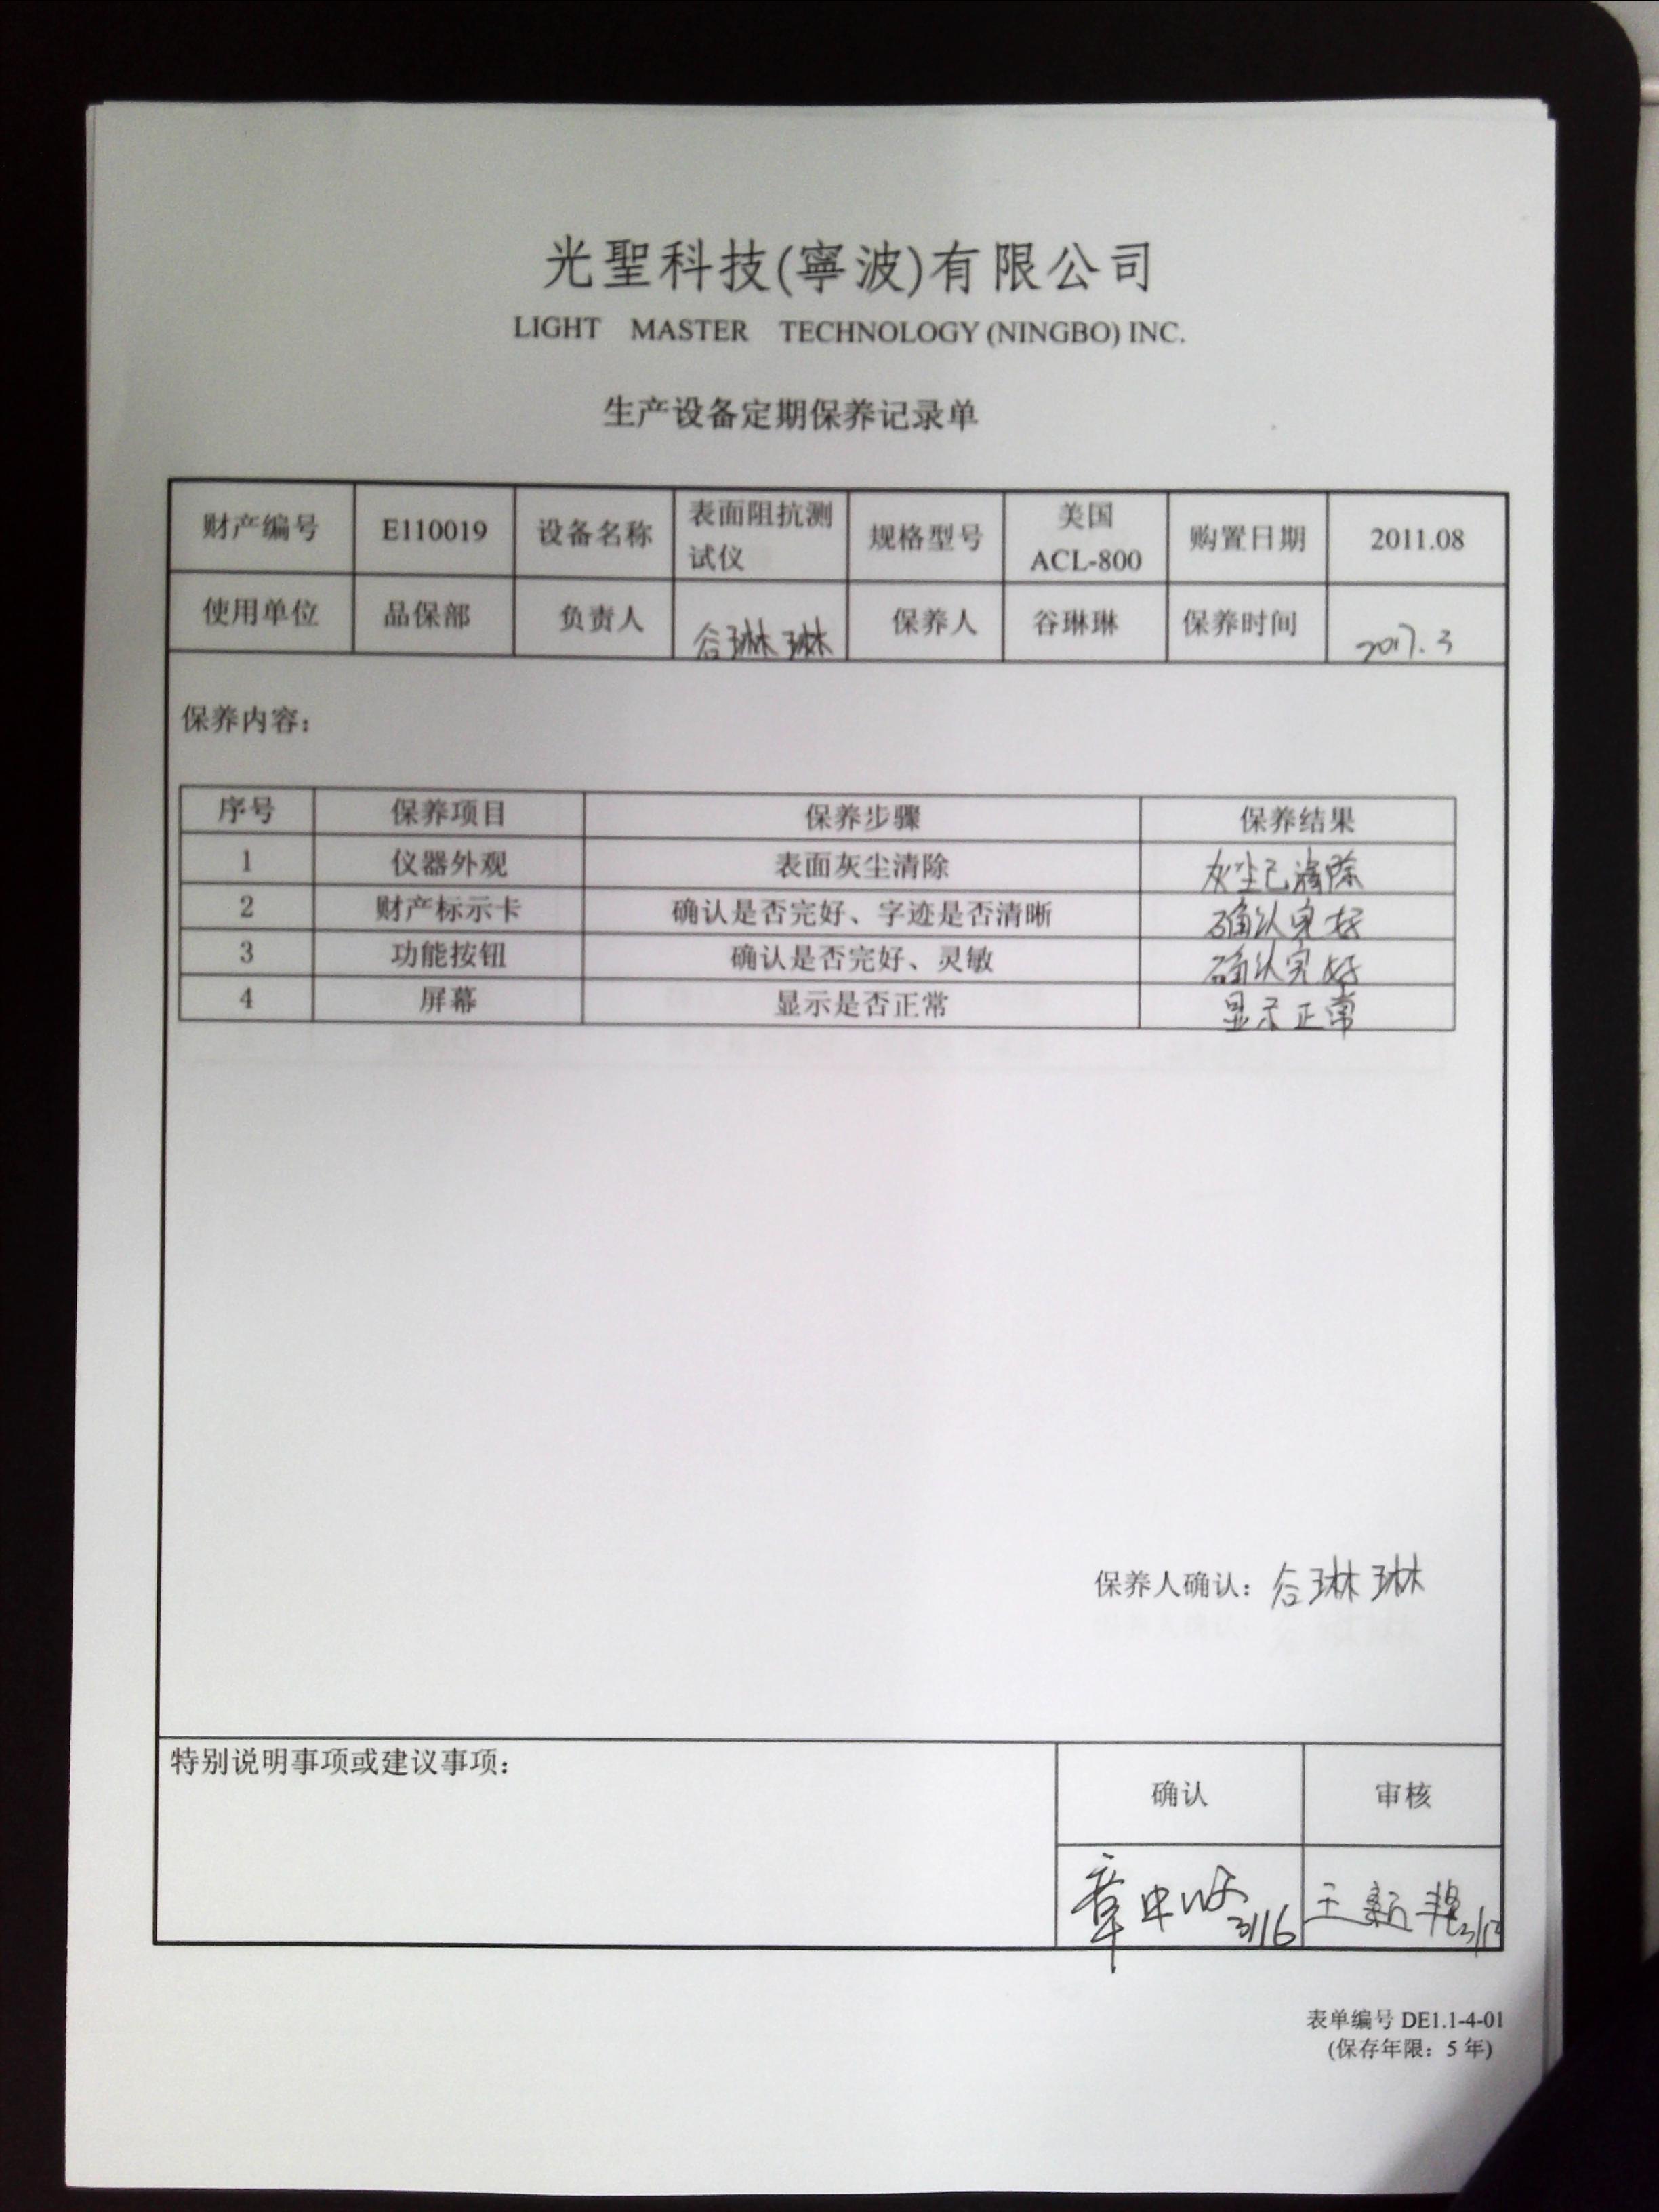 光聖科技(寧波)有限公司
LIGHT MASTER TECHNOLOGY (NINGBO) INC.
生产设备定期保养记录单
财产编号 E110019 设备名称 表面阻抗测试仪 规格型号 美国 ACL-800 购置日期 2011.08
使用单位 品保部 负责人 谷琳琳 保养人 谷琳琳 保养时间 2017.3
保养内容：
序号 保养项目 保养步骤 保养结果
1 仪器外观 表面灰尘清除 灰尘已清除
2 财产标示卡 确认是否完好、字迹是否清晰 确认完好
3 功能按钮 确认是否完好、灵敏 确认完好
4 屏幕 显示是否正常 显示正常
保养人确认：谷琳琳
特别说明事项或建议事项：
确认 审核
3/16
表单编号 DE1.1-4-01
(保存年限：5 年)